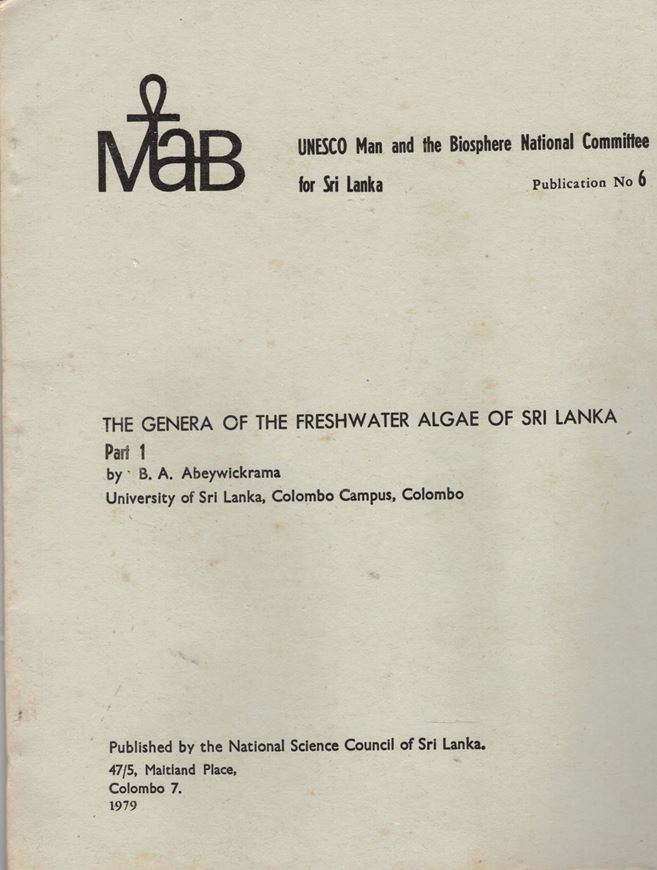 MaB
UNESCO Man and the Biosphere National Committee
for Sri Lanka Publication No 6
THE GENERA OF THE FRESHWATER ALGAE OF SRI LANKA
Part 1
by B. A. Abeywickrama
University of Sri Lanka, Colombo Campus, Colombo
Published by the National Science Council of Sri Lanka.
47/5, Maitland Place,
Colombo 7.
1979